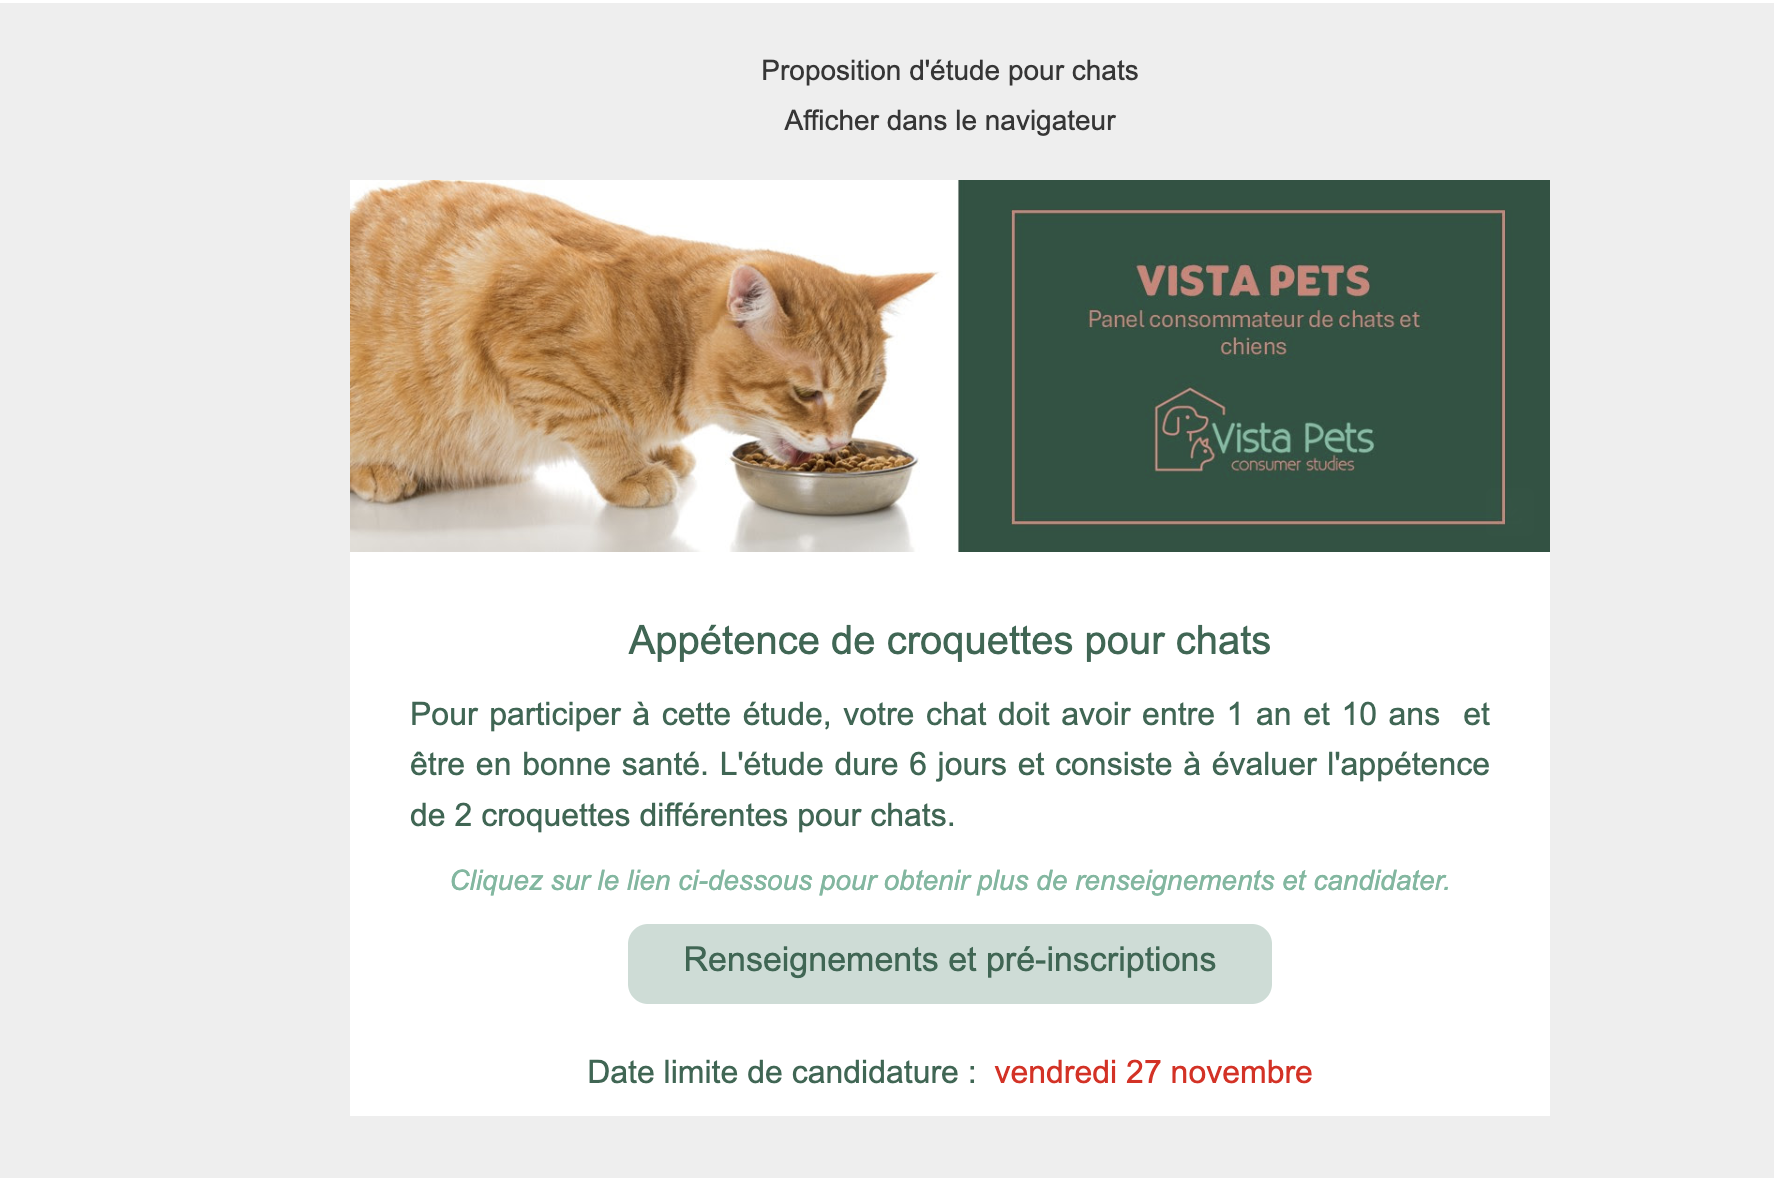 Proposition d'étude pour chats
Afficher dans le navigateur
VISTA PETS
Panel consommateur de chats et
chiens
Vista Pets
consumer studies
Appétence de croquettes pour chats
Pour participer à cette étude, votre chat doit avoir entre 1 an et 10 ans  et
être en bonne santé. L'étude dure 6 jours et consiste à évaluer l'appétence
de 2 croquettes différentes pour chats.
Cliquez sur le lien ci-dessous pour obtenir plus de renseignements et candidater.
Renseignements et pré-inscriptions
Date limite de candidature :  vendredi 27 novembre